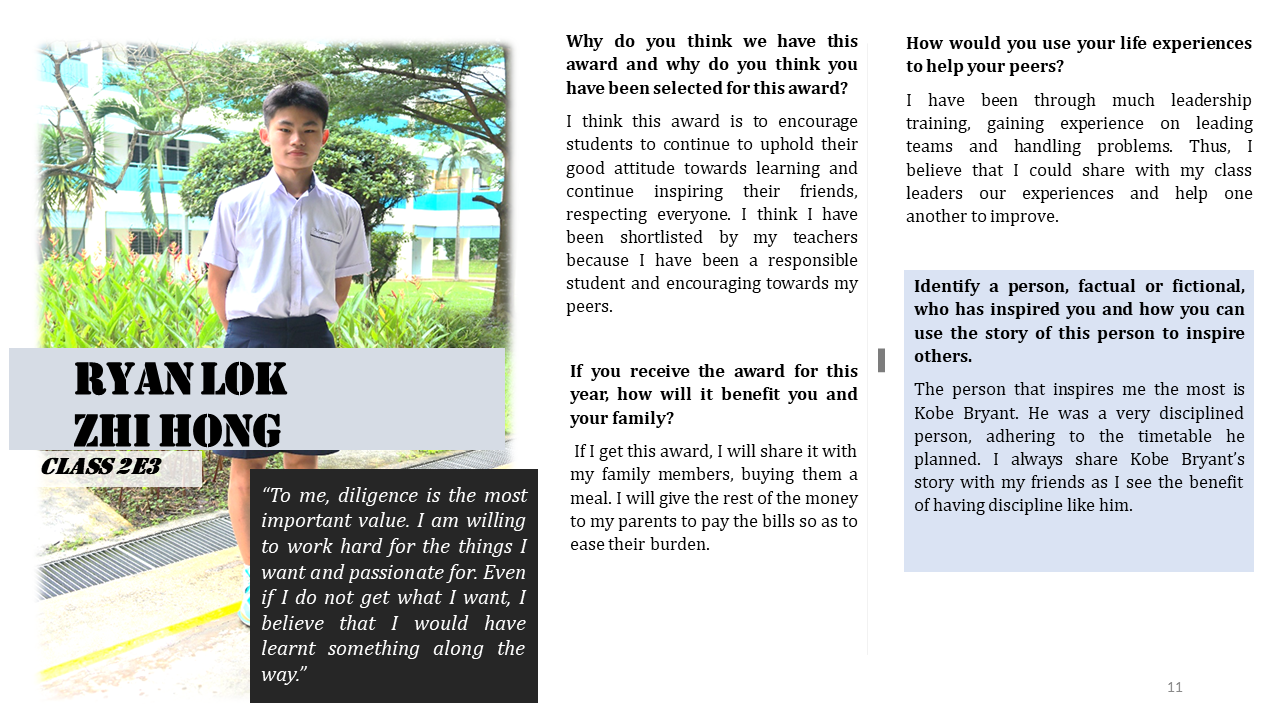 RYAN LOK
ZHI HONG
CLASS 2E3
“To me, diligence is the most
important value. I am willing
to work hard for the things I
want and passionate for. Even
if I do not get what I want, I
believe that I would have
learnt something along the
way.”
Why do you think we have this
award and why do you think you
have been selected for this award?
I think this award is to encourage
students to continue to uphold their
good attitude towards learning and
continue inspiring their friends,
respecting everyone. I think I have
been shortlisted by my teachers
because I have been a responsible
student and encouraging towards my
peers.
If you receive the award for this
year, how will it benefit you and
your family?
If I get this award, I will share it with
my family members, buying them a
meal. I will give the rest of the money
to my parents to pay the bills so as to
ease their burden.
How would you use your life experiences
to help your peers?
I have been through much leadership
training, gaining experience on leading
teams and handling problems. Thus, I
believe that I could share with my class
leaders our experiences and help one
another to improve.
Identify a person, factual or fictional,
who has inspired you and how you can
use the story of this person to inspire
others.
The person that inspires me the most is
Kobe Bryant. He was a very disciplined
person, adhering to the timetable he
planned. I always share Kobe Bryant’s
story with my friends as I see the benefit
of having discipline like him.
11